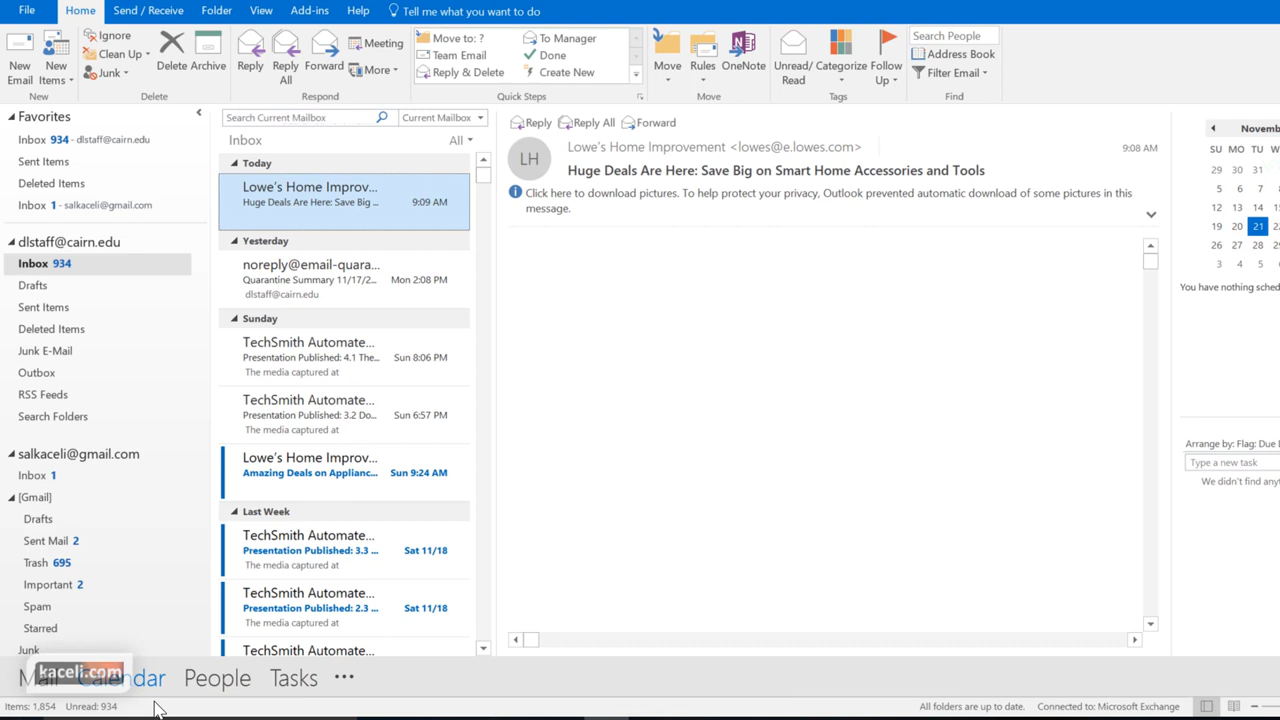 File Home Send / Receive Folder View Add-ins Help Tell me what you want to do
New Email
New Items
Ignore
Clean Up
Junk
Delete
Archive
Reply
Reply All
Forward
Meeting
More
Move to: ?
Team Email
Reply & Delete
To Manager
Done
Create New
Move
Rules
OneNote
Unread/ Read
Categorize
Follow Up
Search People
Address Book
Filter Email
New Delete Respond Quick Steps Move Tags Find
Favorites
Inbox 934 - dlstaff@cairn.edu
Sent Items
Deleted Items
Inbox 1 - salkaceli@gmail.com
dlstaff@cairn.edu
Inbox 934
Drafts
Sent Items
Deleted Items
Junk E-Mail
Outbox
RSS Feeds
Search Folders
salkaceli@gmail.com
Inbox 1
[Gmail]
Drafts
Sent Mail 2
Trash 695
Important 2
Spam
Starred
Junk
Search Current Mailbox Current Mailbox
Inbox All
Today
Lowe's Home Improv...
Huge Deals Are Here: Save Big ... 9:09 AM
Yesterday
noreply@email-quara...
Quarantine Summary 11/17/2... Mon 2:08 PM
dlstaff@cairn.edu
Sunday
TechSmith Automate...
Presentation Published: 4.1 The... Sun 8:06 PM
The media captured at
TechSmith Automate...
Presentation Published: 3.2 Do... Sun 6:57 PM
The media captured at
Lowe's Home Improv...
Amazing Deals on Applianc... Sun 9:24 AM
Last Week
TechSmith Automate...
Presentation Published: 3.3 ... Sat 11/18
The media captured at
TechSmith Automate...
Presentation Published: 2.3 ... Sat 11/18
The media captured at
TechSmith Automate...
Reply Reply All Forward
LH
Lowe's Home Improvement <lowes@e.lowes.com> 9:08 AM
Huge Deals Are Here: Save Big on Smart Home Accessories and Tools
Click here to download pictures. To help protect your privacy, Outlook prevented automatic download of some pictures in this
message.
Novemb
SU MO TU W
29 30 31
5 6 7
12 13 14 1
19 20 21 2
26 27 28 2
3 4 5
You have nothing sched
Arrange by: Flag: Due
Type a new task
We didn't find any
kaceli.com
Mail Calendar People Tasks •••
Items: 1,854 Unread: 934 All folders are up to date. Connected to: Microsoft Exchange